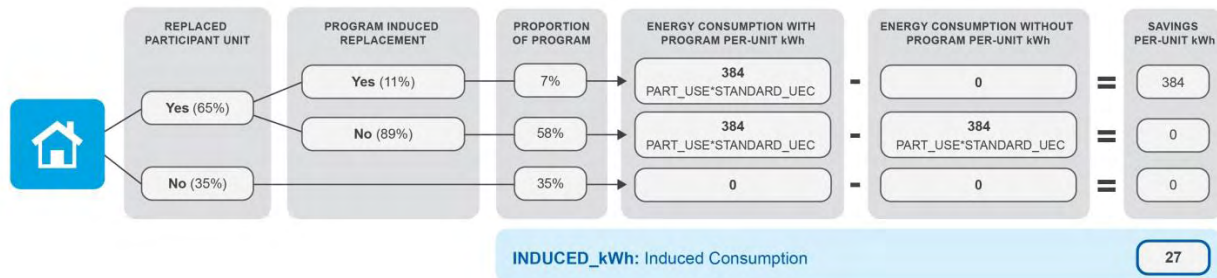 REPLACED
PARTICIPANT UNIT
PROGRAM INDUCED
REPLACEMENT
PROPORTION
OF PROGRAM
ENERGY CONSUMPTION WITH
PROGRAM PER-UNIT kWh
ENERGY CONSUMPTION WITHOUT
PROGRAM PER-UNIT kWh
SAVINGS
PER-UNIT kWh
Yes (65%)
No (35%)
Yes (11%)
No (89%)
7%
58%
35%
384
PART_USE*STANDARD_UEC
-
0
=
384
384
PART_USE*STANDARD_UEC
-
384
PART_USE*STANDARD_UEC
=
0
0
-
0
=
0
INDUCED_kWh: Induced Consumption
27